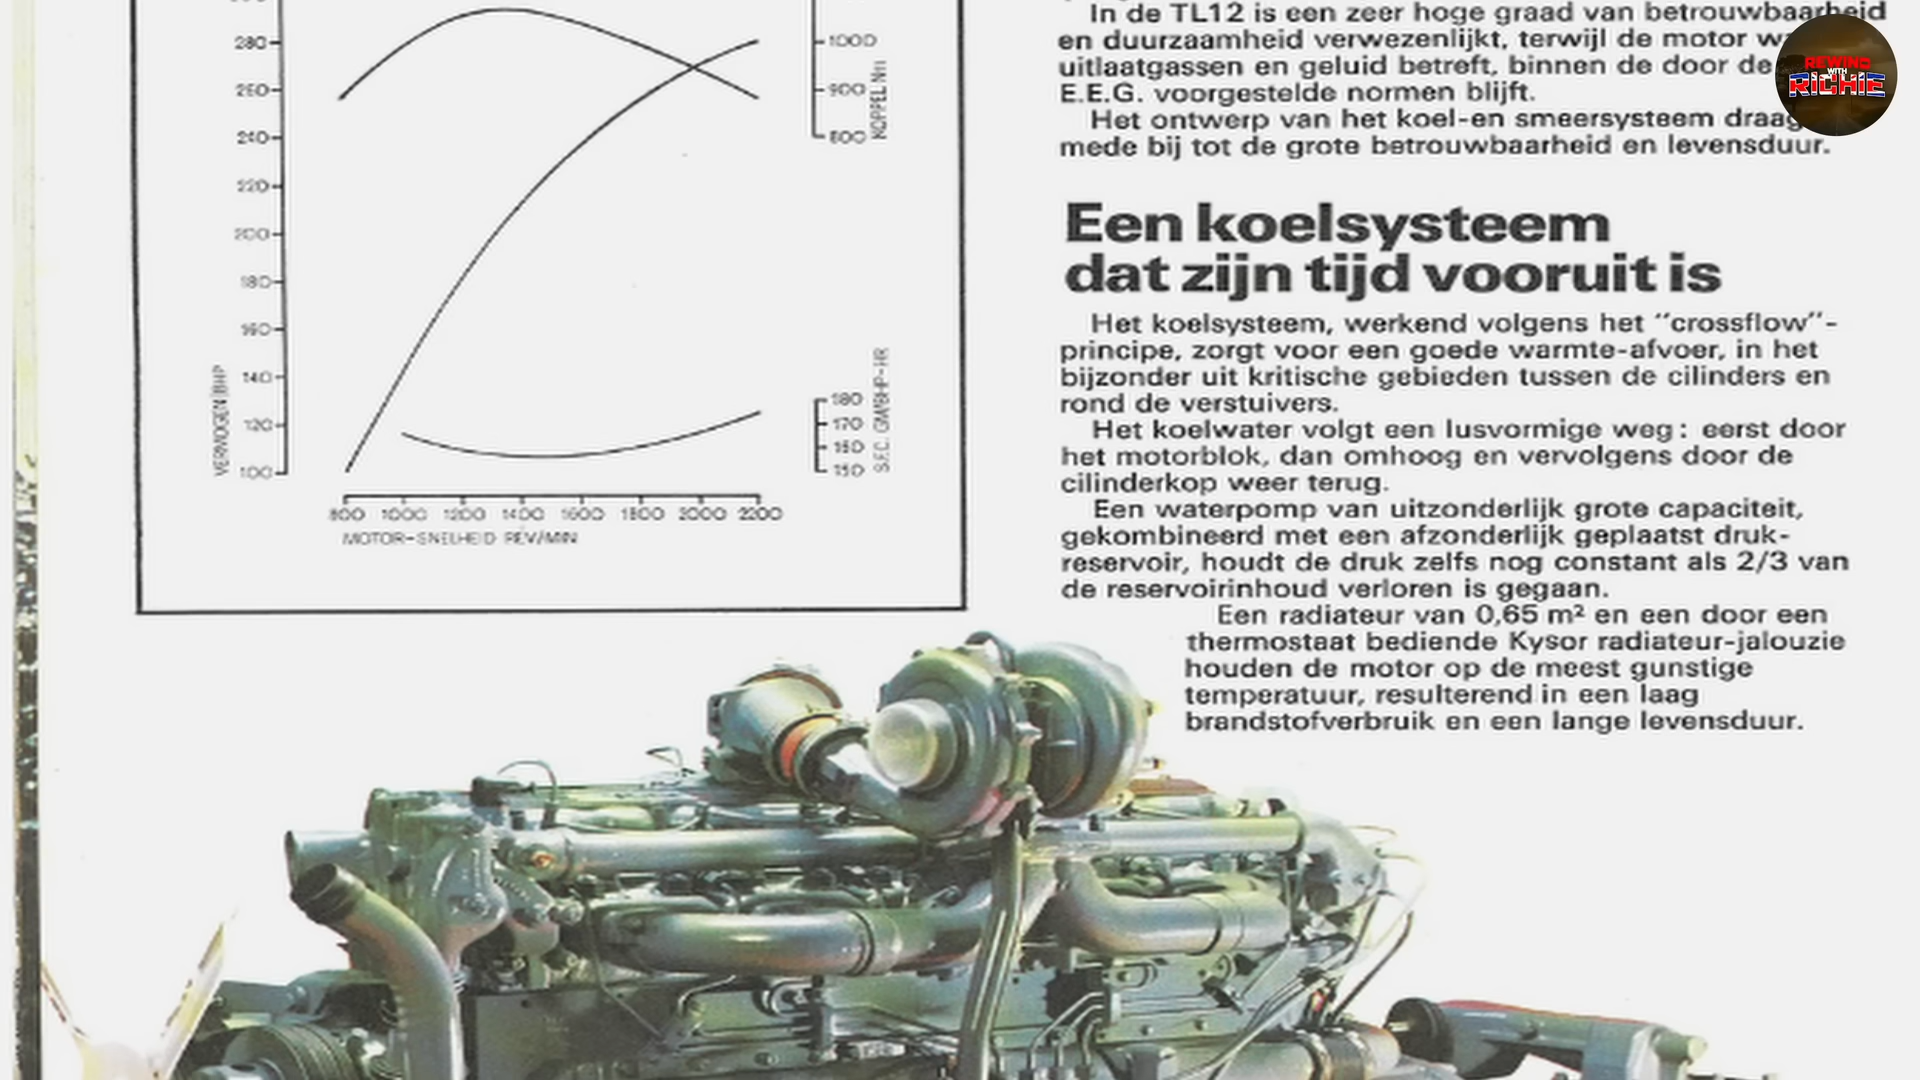 280
260
240
220
200
180
160
140
120
100
VERMOGEN BHP
1000
900
800
KOPPEL Nm
180
170
160
150
S.F.C. GM/BHP-HR
800 1000 1200 1400 1600 1800 2000 2200
MOTOR-SNELHEID REV/MIN
In de TL12 is een zeer hoge graad van betrouwbaarheid
en duurzaamheid verwezenlijkt, terwijl de motor
uitlaatgassen en geluid betreft, binnen de door de
E.E.G. voorgestelde normen blijft.
Het ontwerp van het koel-en smeersysteem
mede bij tot de grote betrouwbaarheid en levensduur.
Een koelsysteem
dat zijn tijd vooruit is
Het koelsysteem, werkend volgens het "crossflow"-
principe, zorgt voor een goede warmte-afvoer, in het
bijzonder uit kritische gebieden tussen de cilinders en
rond de verstuivers.
Het koelwater volgt een lusvormige weg: eerst door
het motorblok, dan omhoog en vervolgens door de
cilinderkop weer terug.
Een waterpomp van uitzonderlijk grote capaciteit,
gekombineerd met een afzonderlijk geplaatst druk-
reservoir, houdt de druk zelfs nog constant als 2/3 van
de reservoirinhoud verloren is gegaan.
Een radiateur van 0,65 m² en een door een
thermostaat bediende Kysor radiateur-jalouzie
houden de motor op de meest gunstige
temperatuur, resulterend in een laag
brandstofverbruik en een lange levensduur.
REWIND
WITH
RICHIE